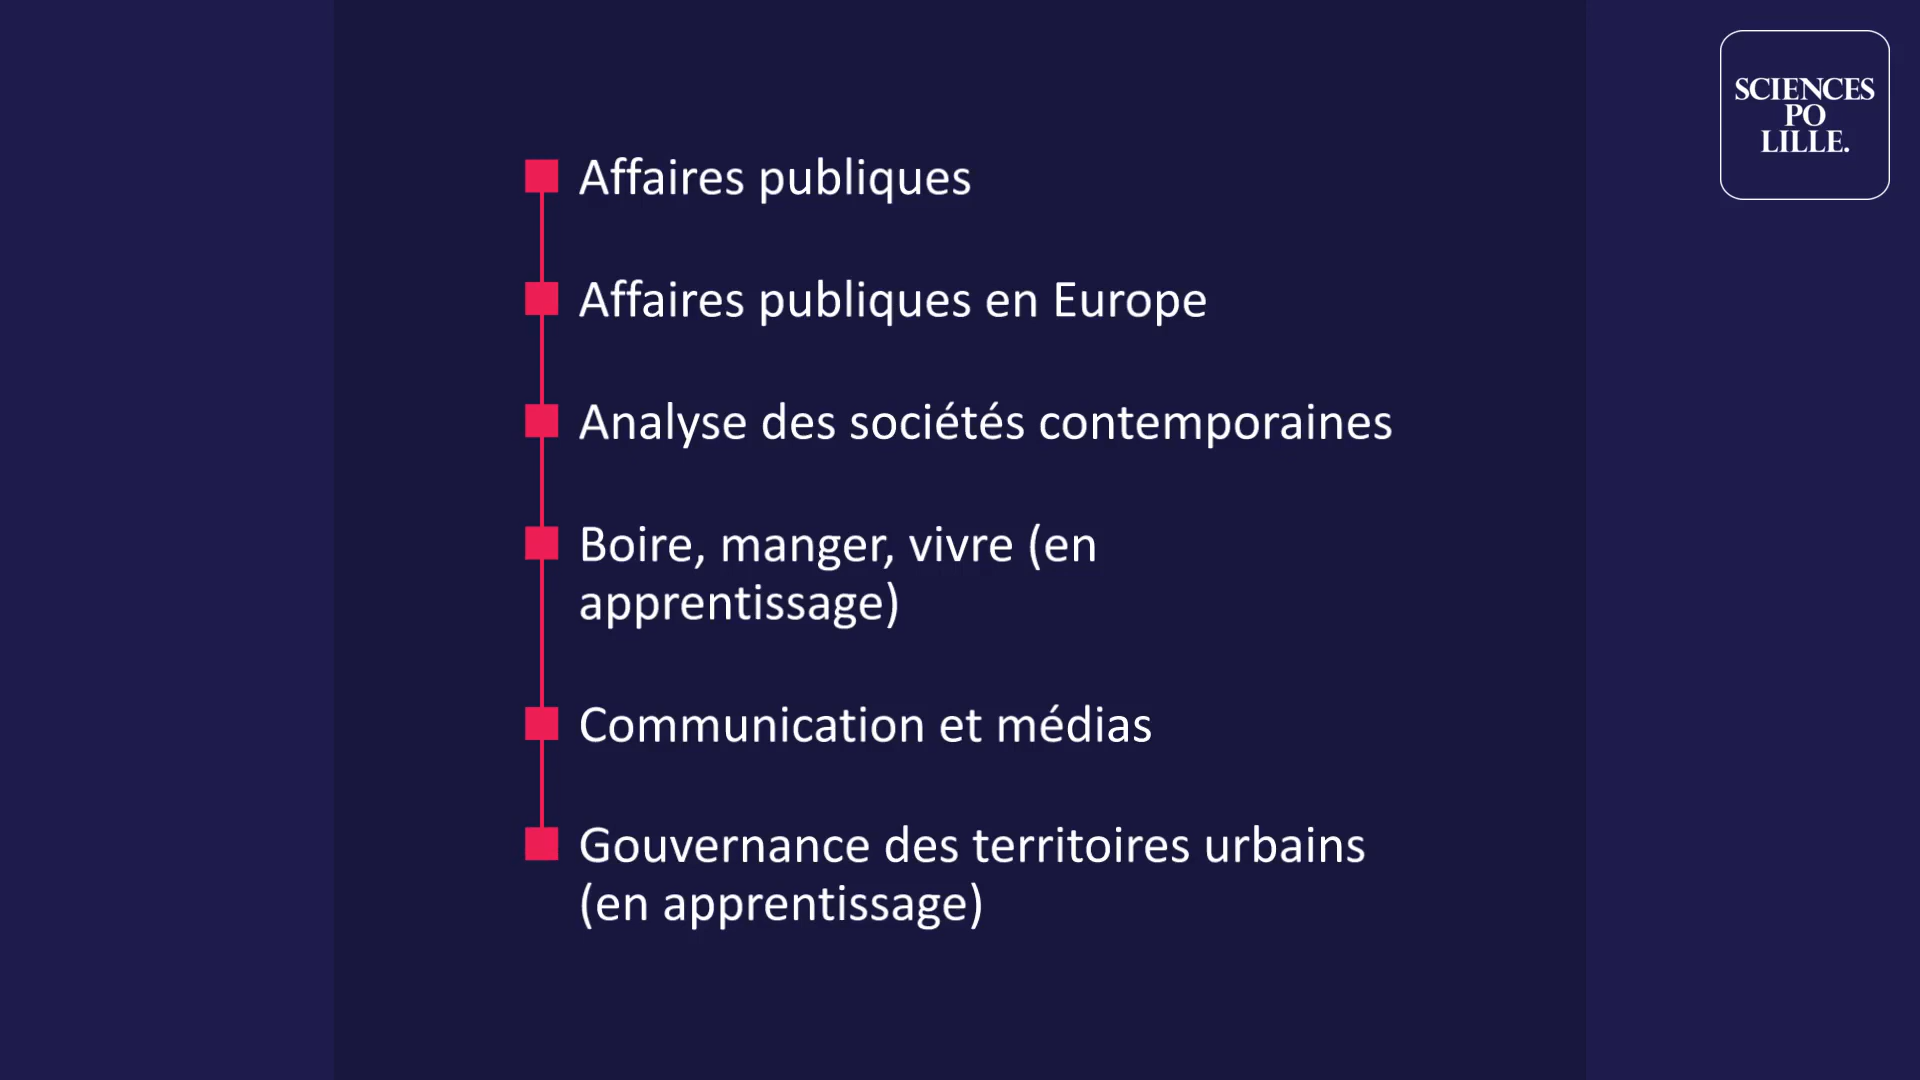 SCIENCES
PO
LILLE.
Affaires publiques
Affaires publiques en Europe
Analyse des sociétés contemporaines
Boire, manger, vivre (en
apprentissage)
Communication et médias
Gouvernance des territoires urbains
(en apprentissage)